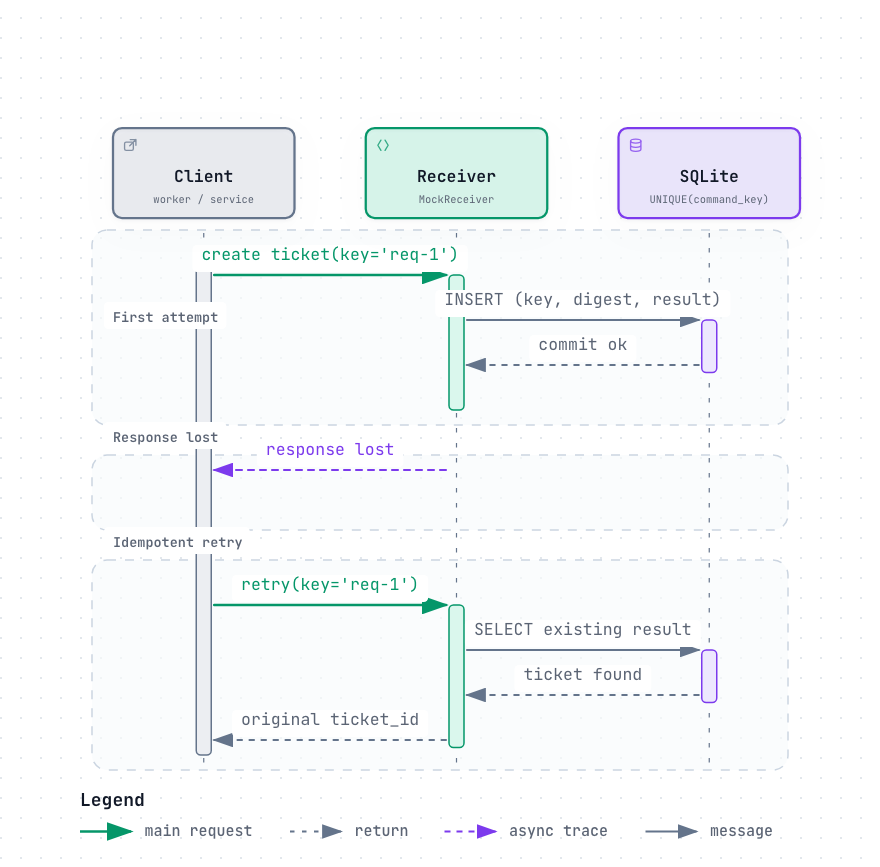 Client
worker / service
Receiver
MockReceiver
SQLite
UNIQUE(command_key)
create ticket(key='req-1')
INSERT (key, digest, result)
First attempt
commit ok
Response lost
response lost
Idempotent retry
retry(key='req-1')
SELECT existing result
ticket found
original ticket_id
Legend
main request
return
async trace
message